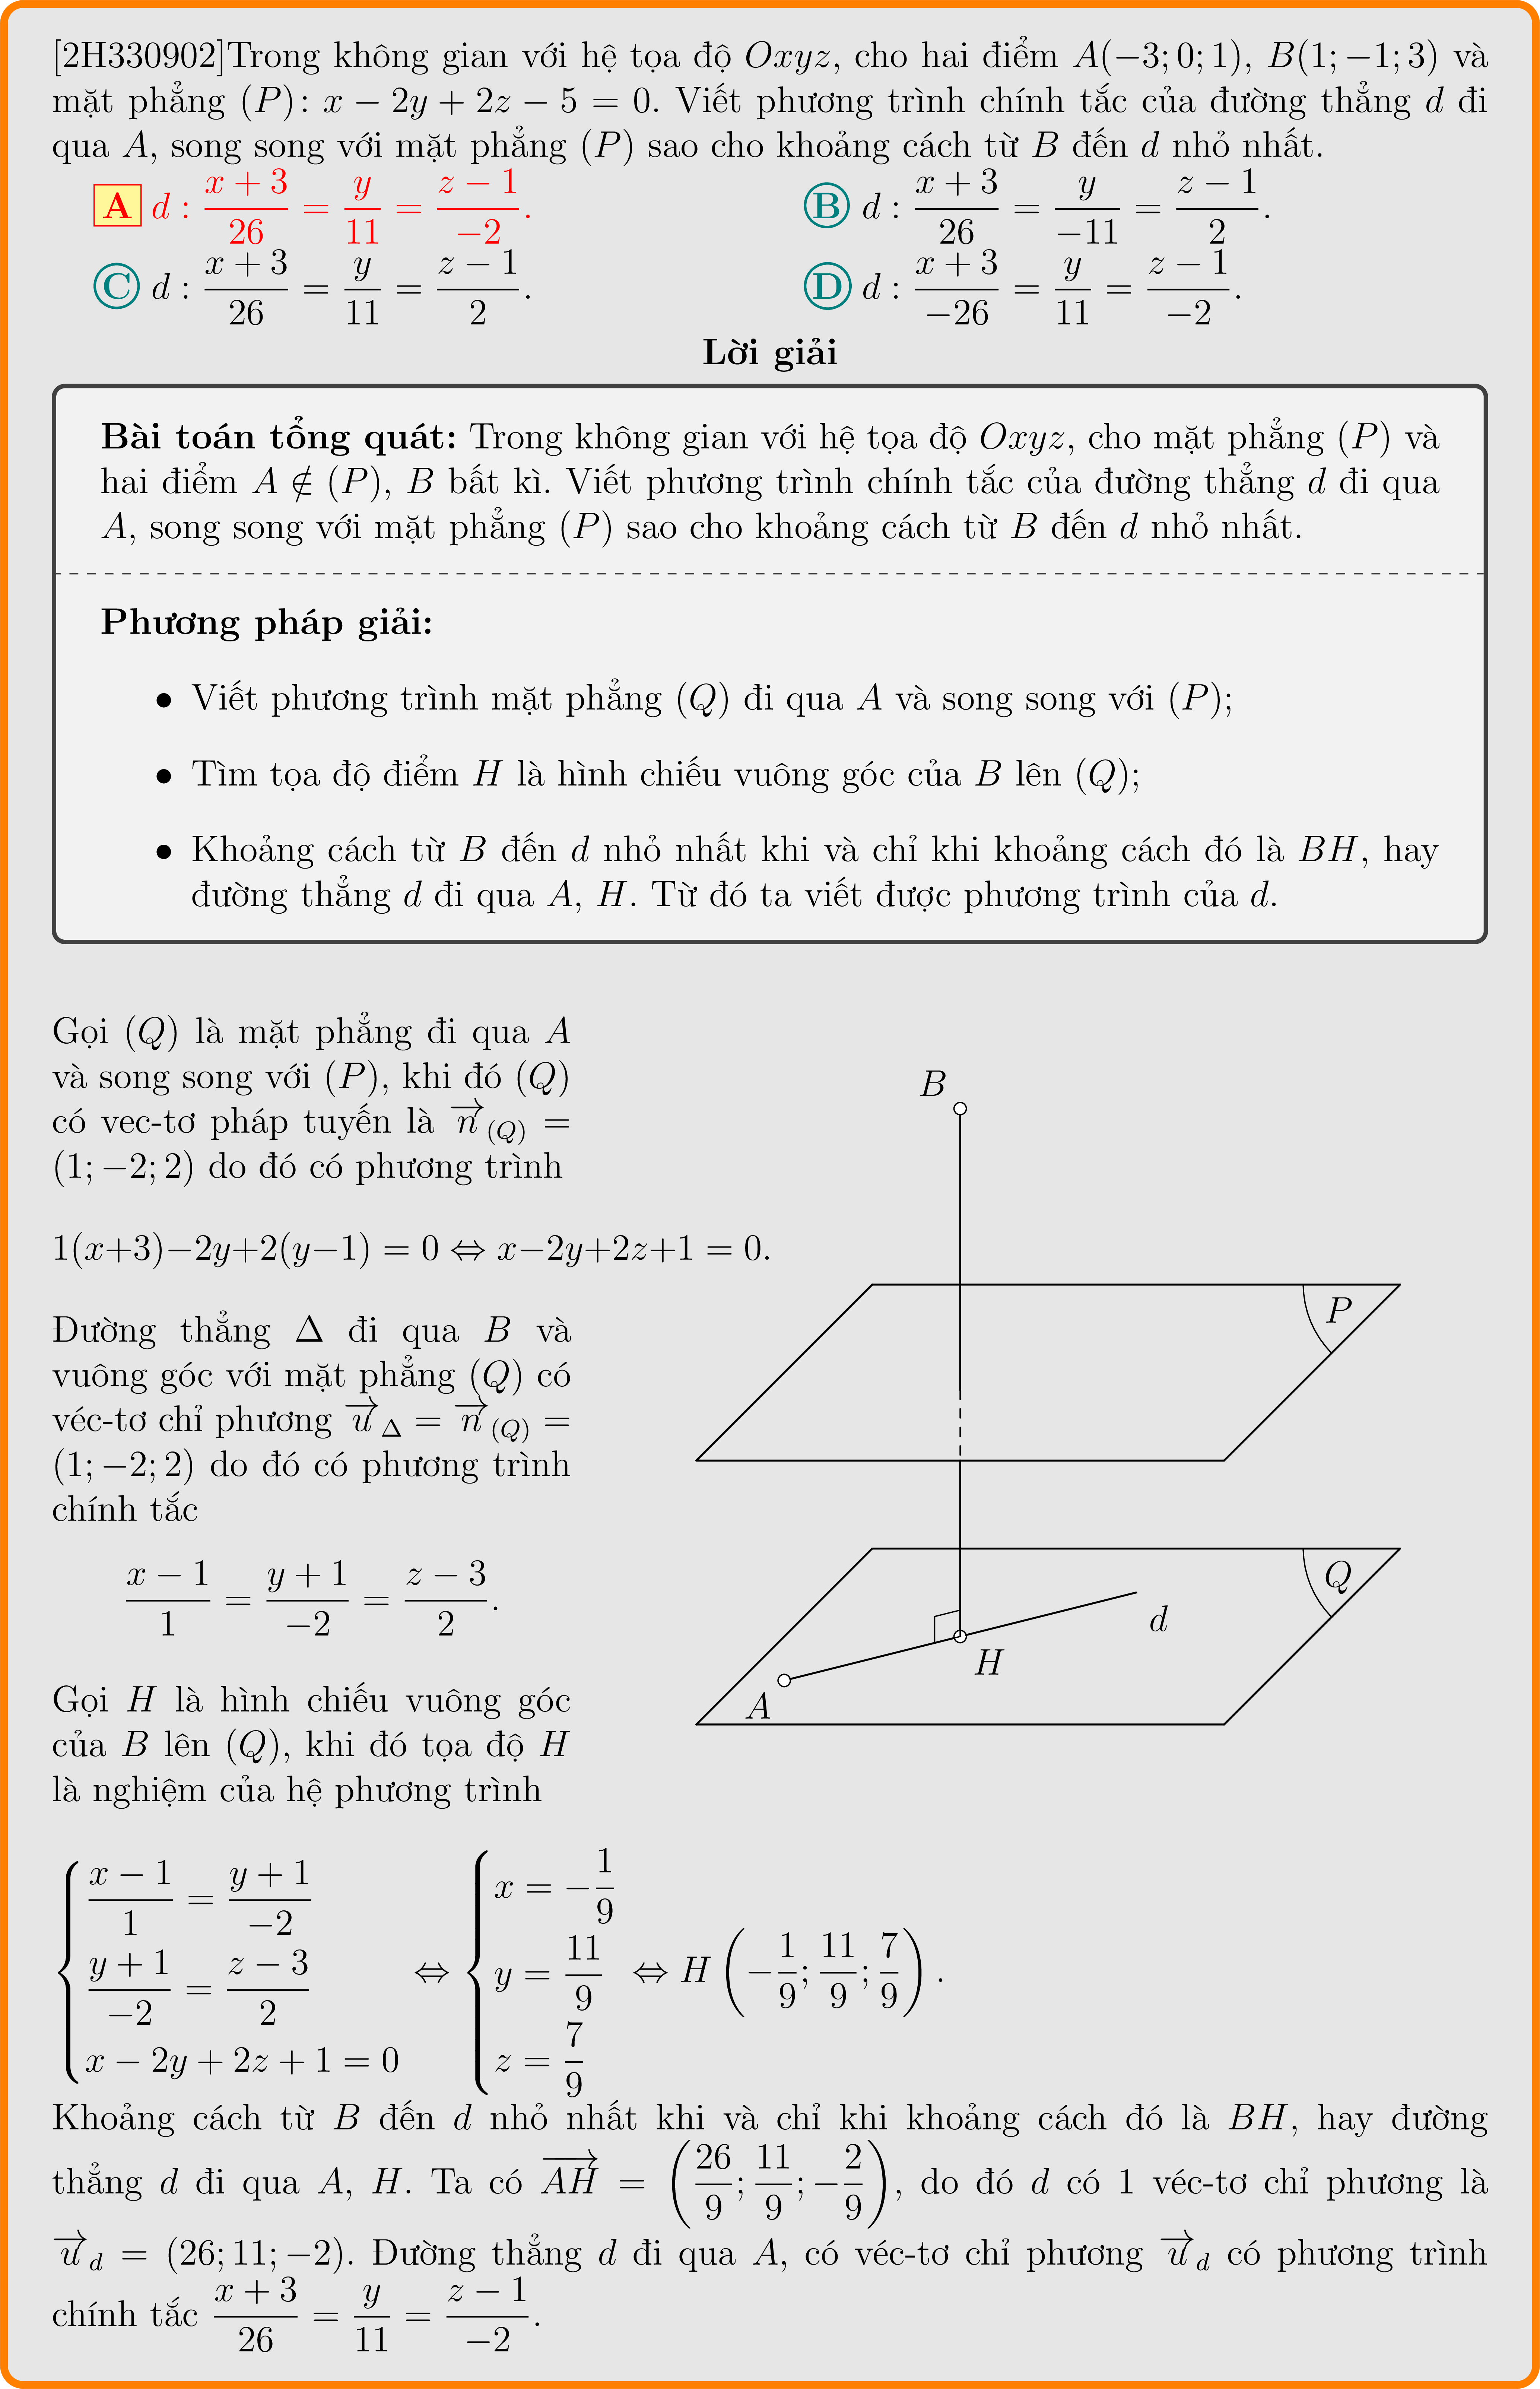 [2H330902]Trong không gian với hệ tọa độ Oxyz, cho hai điểm A(−3; 0; 1), B(1; −1; 3) và
mặt phẳng (P): x − 2y + 2z − 5 = 0. Viết phương trình chính tắc của đường thẳng d đi
qua A, song song với mặt phẳng (P) sao cho khoảng cách từ B đến d nhỏ nhất.
A d : \frac{x + 3}{26} = \frac{y}{11} = \frac{z − 1}{−2}.
B d : \frac{x + 3}{26} = \frac{y}{−11} = \frac{z − 1}{2}.
C d : \frac{x + 3}{26} = \frac{y}{11} = \frac{z − 1}{2}.
D d : \frac{x + 3}{−26} = \frac{y}{11} = \frac{z − 1}{−2}.
Lời giải
Bài toán tổng quát: Trong không gian với hệ tọa độ Oxyz, cho mặt phẳng (P) và
hai điểm A ∉ (P), B bất kì. Viết phương trình chính tắc của đường thẳng d đi qua
A, song song với mặt phẳng (P) sao cho khoảng cách từ B đến d nhỏ nhất.
Phương pháp giải:
• Viết phương trình mặt phẳng (Q) đi qua A và song song với (P);
• Tìm tọa độ điểm H là hình chiếu vuông góc của B lên (Q);
• Khoảng cách từ B đến d nhỏ nhất khi và chỉ khi khoảng cách đó là BH, hay
đường thẳng d đi qua A, H. Từ đó ta viết được phương trình của d.
Gọi (Q) là mặt phẳng đi qua A
và song song với (P), khi đó (Q)
có vec-tơ pháp tuyến là \overrightarrow{n}_{(Q)} =
(1; −2; 2) do đó có phương trình
1(x+3)−2y+2(y−1) = 0 ⇔ x−2y+2z+1 = 0.
Đường thẳng Δ đi qua B và
vuông góc với mặt phẳng (Q) có
véc-tơ chỉ phương \overrightarrow{u}_{Δ} = \overrightarrow{n}_{(Q)} =
(1; −2; 2) do đó có phương trình
chính tắc
\frac{x − 1}{1} = \frac{y + 1}{−2} = \frac{z − 3}{2}.
Gọi H là hình chiếu vuông góc
của B lên (Q), khi đó tọa độ H
là nghiệm của hệ phương trình
B
P
Q
d
H
A
\begin{cases} \frac{x − 1}{1} = \frac{y + 1}{−2} \\ \frac{y + 1}{−2} = \frac{z − 3}{2} \\ x − 2y + 2z + 1 = 0 \end{cases} ⇔ \begin{cases} x = −\frac{1}{9} \\ y = \frac{11}{9} \\ z = \frac{7}{9} \end{cases} ⇔ H \left( −\frac{1}{9}; \frac{11}{9}; \frac{7}{9} \right).
Khoảng cách từ B đến d nhỏ nhất khi và chỉ khi khoảng cách đó là BH, hay đường
thẳng d đi qua A, H. Ta có \overrightarrow{AH} = \left( \frac{26}{9}; \frac{11}{9}; −\frac{2}{9} \right), do đó d có 1 véc-tơ chỉ phương là
\overrightarrow{u}_{d} = (26; 11; −2). Đường thẳng d đi qua A, có véc-tơ chỉ phương \overrightarrow{u}_{d} có phương trình
chính tắc \frac{x + 3}{26} = \frac{y}{11} = \frac{z − 1}{−2}.